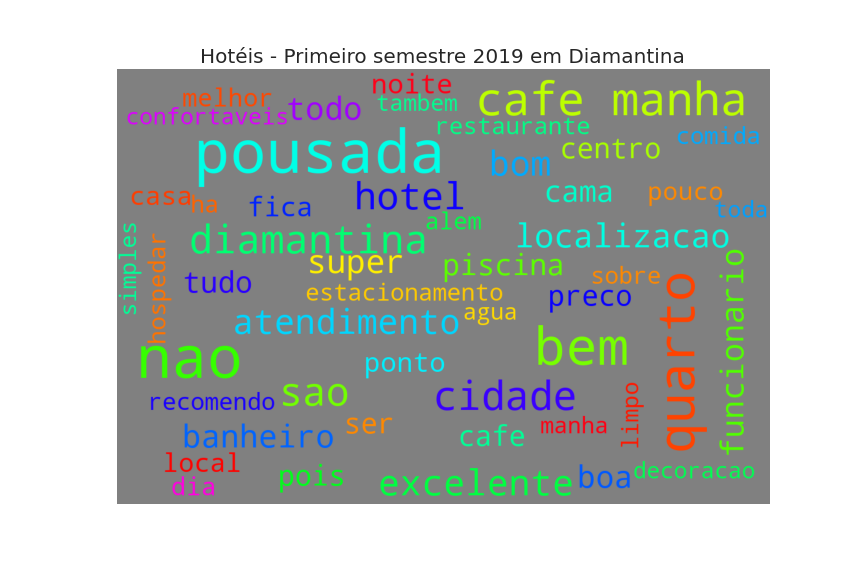 Hotéis - Primeiro semestre 2019 em Diamantina
noite
melhor
todo
tambem
cafe manha
confortaveis
restaurante
comida
pousada
bom
centro
casa
ha
fica
hotel
cama
pouco
toda
alem
diamantina
localizacao
simples
hospedar
super
piscina
sobre
tudo
estacionamento
preco
agua
atendimento
quarto
funcionario
nao
ponto
bem
recomendo
sao
cidade
limpo
banheiro
ser
cafe
manha
local
dia
pois
excelente
boa
decoracao